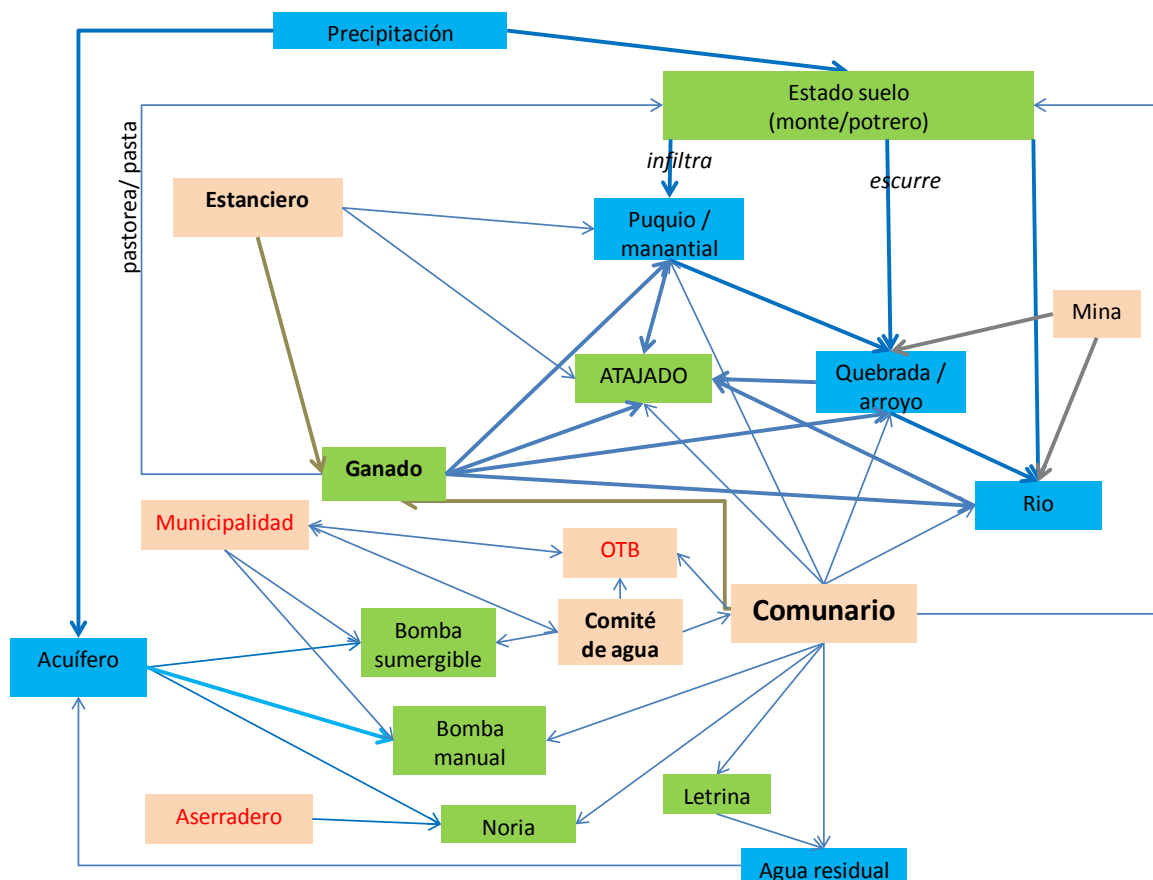 Precipitación
Estado suelo
(monte/potrero)
pastorea/ pasta
infiltra
escurre
Estanciero
Puquio /
manantial
Mina
ATAJADO
Quebrada /
arroyo
Ganado
Rio
Municipalidad
OTB
Comunario
Comité
de agua
Bomba
sumergible
Acuífero
Bomba
manual
Letrina
Aserradero
Noria
Agua residual